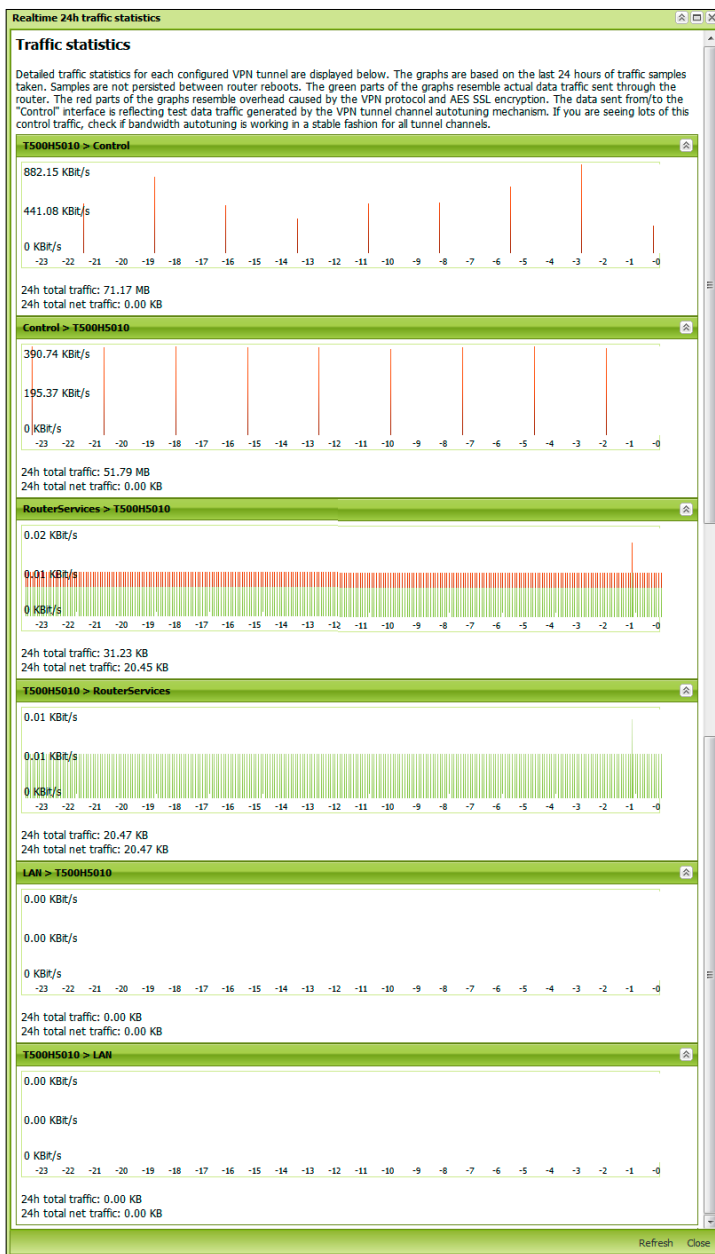 Realtime 24h traffic statistics
Traffic statistics
Detailed traffic statistics for each configured VPN tunnel are displayed below. The graphs are based on the last 24 hours of traffic samples
taken. Samples are not persisted between router reboots. The green parts of the graphs resemble actual data traffic sent through the
router. The red parts of the graphs resemble overhead caused by the VPN protocol and AES SSL encryption. The data sent from/to the
"Control" interface is reflecting test data traffic generated by the VPN tunnel channel autotuning mechanism. If you are seeing lots of this
control traffic, check if bandwidth autotuning is working in a stable fashion for all tunnel channels.
T500H5010 > Control
882.15 KBit/s
441.08 KBit/s
0 KBit/s
-23 -22 -21 -20 -19 -18 -17 -16 -15 -14 -13 -12 -11 -10 -9 -8 -7 -6 -5 -4 -3 -2 -1 -0
24h total traffic: 71.17 MB
24h total net traffic: 0.00 KB
Control > T500H5010
390.74 KBit/s
195.37 KBit/s
0 KBit/s
-23 -22 -21 -20 -19 -18 -17 -16 -15 -14 -13 -12 -11 -10 -9 -8 -7 -6 -5 -4 -3 -2 -1 -0
24h total traffic: 51.79 MB
24h total net traffic: 0.00 KB
RouterServices > T500H5010
0.02 KBit/s
0.01 KBit/s
0 KBit/s
-23 -22 -21 -20 -19 -18 -17 -16 -15 -14 -13 -12 -11 -10 -9 -8 -7 -6 -5 -4 -3 -2 -1 -0
24h total traffic: 31.23 KB
24h total net traffic: 20.45 KB
T500H5010 > RouterServices
0.01 KBit/s
0.01 KBit/s
0 KBit/s
-23 -22 -21 -20 -19 -18 -17 -16 -15 -14 -13 -12 -11 -10 -9 -8 -7 -6 -5 -4 -3 -2 -1 -0
24h total traffic: 20.47 KB
24h total net traffic: 20.47 KB
LAN > T500H5010
0.00 KBit/s
0.00 KBit/s
0 KBit/s
-23 -22 -21 -20 -19 -18 -17 -16 -15 -14 -13 -12 -11 -10 -9 -8 -7 -6 -5 -4 -3 -2 -1 -0
24h total traffic: 0.00 KB
24h total net traffic: 0.00 KB
T500H5010 > LAN
0.00 KBit/s
0.00 KBit/s
0 KBit/s
-23 -22 -21 -20 -19 -18 -17 -16 -15 -14 -13 -12 -11 -10 -9 -8 -7 -6 -5 -4 -3 -2 -1 -0
24h total traffic: 0.00 KB
24h total net traffic: 0.00 KB
Refresh Close